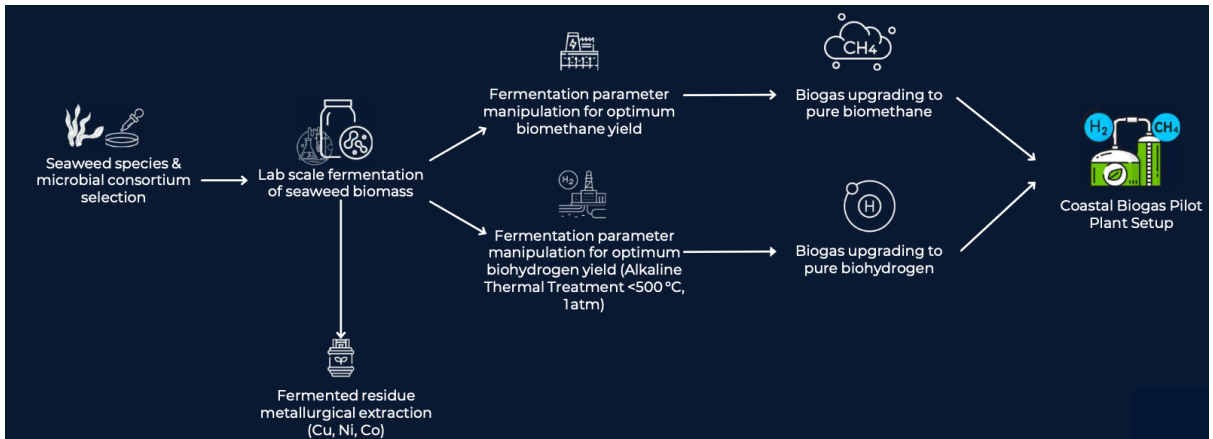 Seaweed species &
microbial consortium
selection
Lab scale fermentation
of seaweed biomass
Fermented residue
metallurgical extraction
(Cu, Ni, Co)
Fermentation parameter
manipulation for optimum
biomethane yield
H₂
Fermentation parameter
manipulation for optimum
biohydrogen yield (Alkaline
Thermal Treatment <500 °C,
1atm)
CH₄
Biogas upgrading to
pure biomethane
H
Biogas upgrading to
pure biohydrogen
H₂ CH₄
Coastal Biogas Pilot
Plant Setup